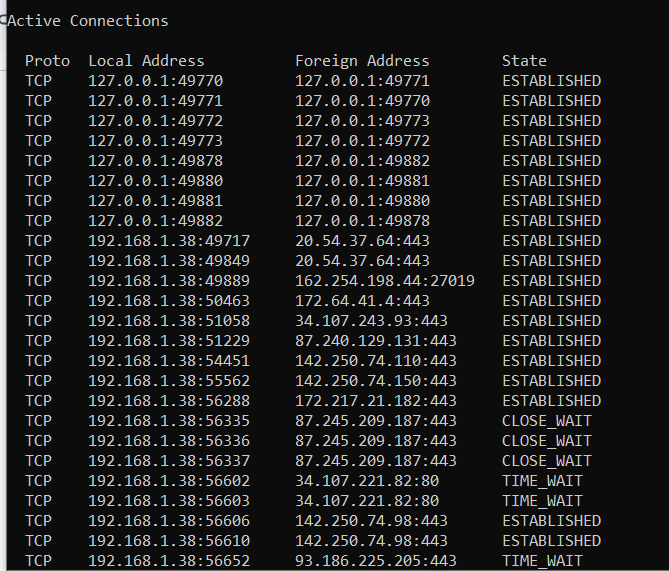 Active Connections
Proto Local Address Foreign Address State
TCP 127.0.0.1:49770 127.0.0.1:49771 ESTABLISHED
TCP 127.0.0.1:49771 127.0.0.1:49770 ESTABLISHED
TCP 127.0.0.1:49772 127.0.0.1:49773 ESTABLISHED
TCP 127.0.0.1:49773 127.0.0.1:49772 ESTABLISHED
TCP 127.0.0.1:49878 127.0.0.1:49882 ESTABLISHED
TCP 127.0.0.1:49880 127.0.0.1:49881 ESTABLISHED
TCP 127.0.0.1:49881 127.0.0.1:49880 ESTABLISHED
TCP 127.0.0.1:49882 127.0.0.1:49878 ESTABLISHED
TCP 192.168.1.38:49717 20.54.37.64:443 ESTABLISHED
TCP 192.168.1.38:49849 20.54.37.64:443 ESTABLISHED
TCP 192.168.1.38:49889 162.254.198.44:27019 ESTABLISHED
TCP 192.168.1.38:50463 172.64.41.4:443 ESTABLISHED
TCP 192.168.1.38:51058 34.107.243.93:443 ESTABLISHED
TCP 192.168.1.38:51229 87.240.129.131:443 ESTABLISHED
TCP 192.168.1.38:54451 142.250.74.110:443 ESTABLISHED
TCP 192.168.1.38:55562 142.250.74.150:443 ESTABLISHED
TCP 192.168.1.38:56288 172.217.21.182:443 ESTABLISHED
TCP 192.168.1.38:56335 87.245.209.187:443 CLOSE_WAIT
TCP 192.168.1.38:56336 87.245.209.187:443 CLOSE_WAIT
TCP 192.168.1.38:56337 87.245.209.187:443 CLOSE_WAIT
TCP 192.168.1.38:56602 34.107.221.82:80 TIME_WAIT
TCP 192.168.1.38:56603 34.107.221.82:80 TIME_WAIT
TCP 192.168.1.38:56606 142.250.74.98:443 ESTABLISHED
TCP 192.168.1.38:56610 142.250.74.98:443 ESTABLISHED
TCP 192.168.1.38:56652 93.186.225.205:443 TIME_WAIT